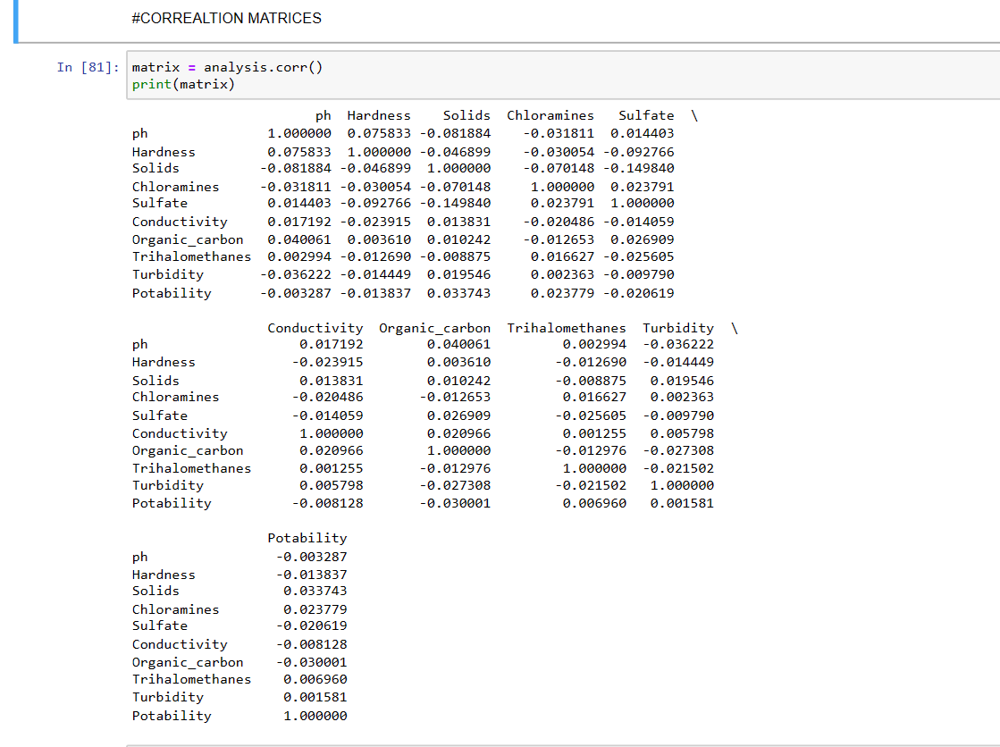 #CORREALTION MATRICES
In [81]: matrix = analysis.corr()
print(matrix)
ph Hardness Solids Chloramines Sulfate \
ph 1.000000 0.075833 -0.081884 -0.031811 0.014403
Hardness 0.075833 1.000000 -0.046899 -0.030054 -0.092766
Solids -0.081884 -0.046899 1.000000 -0.070148 -0.149840
Chloramines -0.031811 -0.030054 -0.070148 1.000000 0.023791
Sulfate 0.014403 -0.092766 -0.149840 0.023791 1.000000
Conductivity 0.017192 -0.023915 0.013831 -0.020486 -0.014059
Organic_carbon 0.040061 0.003610 0.010242 -0.012653 0.026909
Trihalomethanes 0.002994 -0.012690 -0.008875 0.016627 -0.025605
Turbidity -0.036222 -0.014449 0.019546 0.002363 -0.009790
Potability -0.003287 -0.013837 0.033743 0.023779 -0.020619
Conductivity Organic_carbon Trihalomethanes Turbidity \
ph 0.017192 0.040061 0.002994 -0.036222
Hardness -0.023915 0.003610 -0.012690 -0.014449
Solids 0.013831 0.010242 -0.008875 0.019546
Chloramines -0.020486 -0.012653 0.016627 0.002363
Sulfate -0.014059 0.026909 -0.025605 -0.009790
Conductivity 1.000000 0.020966 0.001255 0.005798
Organic_carbon 0.020966 1.000000 -0.012976 -0.027308
Trihalomethanes 0.001255 -0.012976 1.000000 -0.021502
Turbidity 0.005798 -0.027308 -0.021502 1.000000
Potability -0.008128 -0.030001 0.006960 0.001581
Potability
ph -0.003287
Hardness -0.013837
Solids 0.033743
Chloramines 0.023779
Sulfate -0.020619
Conductivity -0.008128
Organic_carbon -0.030001
Trihalomethanes 0.006960
Turbidity 0.001581
Potability 1.000000